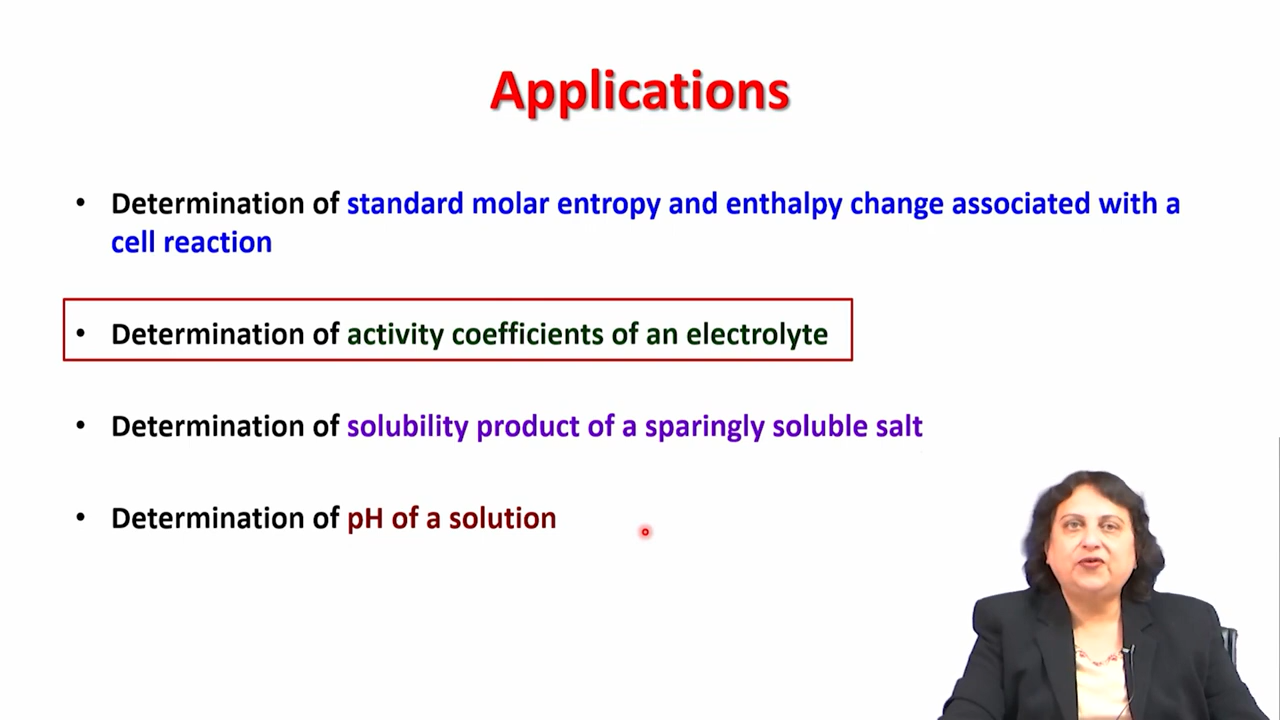 Applications
• Determination of standard molar entropy and enthalpy change associated with a
cell reaction
• Determination of activity coefficients of an electrolyte
• Determination of solubility product of a sparingly soluble salt
• Determination of pH of a solution